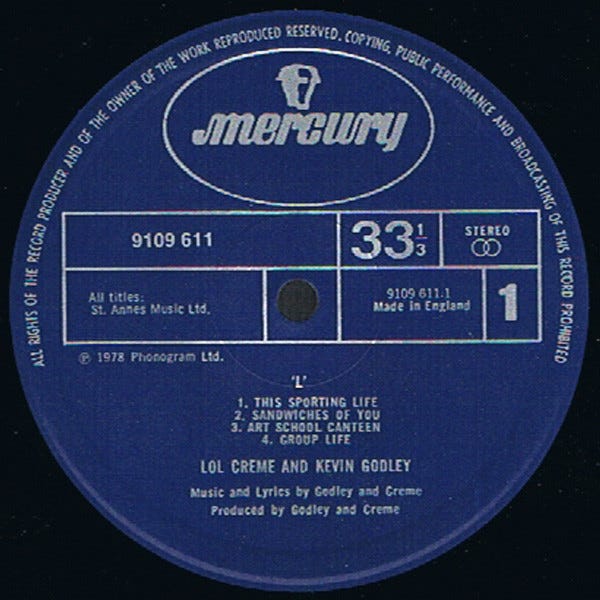 ALL RIGHTS OF THE RECORD PRODUCER AND OF THE OWNER OF THE WORK REPRODUCED RESERVED. COPYING, PUBLIC PERFORMANCE AND BROADCASTING OF THIS RECORD PROHIBITED
mercury
9109 611
33 1/3
STEREO
All titles:
St. Annes Music Ltd.
9109 611.1
Made in England
1
℗ 1978 Phonogram Ltd.
'L'
1. THIS SPORTING LIFE
2. SANDWICHES OF YOU
3. ART SCHOOL CANTEEN
4. GROUP LIFE
LOL CREME AND KEVIN GODLEY
Music and Lyrics by Godley and Creme
Produced by Godley and Creme